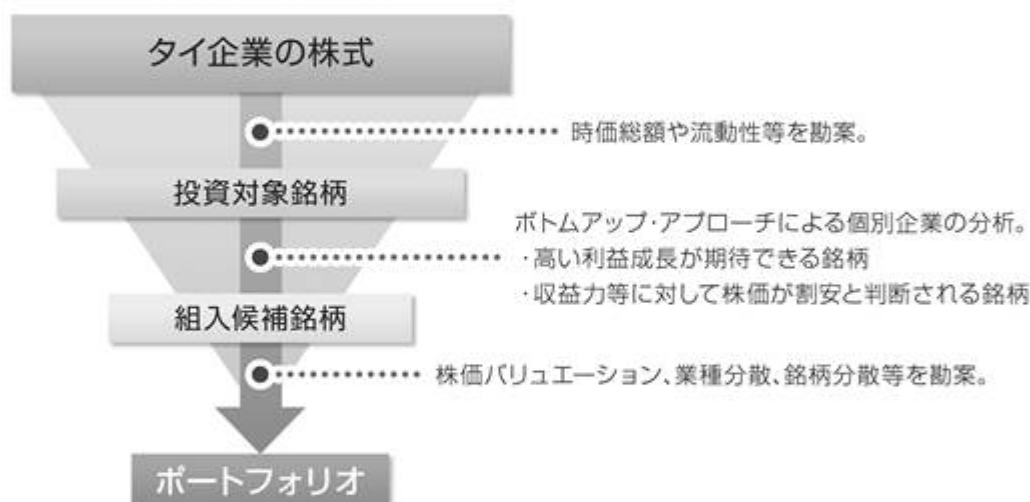 タイ企業の株式
時価総額や流動性等を勘案。
投資対象銘柄
ボトムアップ・アプローチによる個別企業の分析。
・高い利益成長が期待できる銘柄
・収益力等に対して株価が割安と判断される銘柄
組入候補銘柄
株価バリュエーション、業種分散、銘柄分散等を勘案。
ポートフォリオ